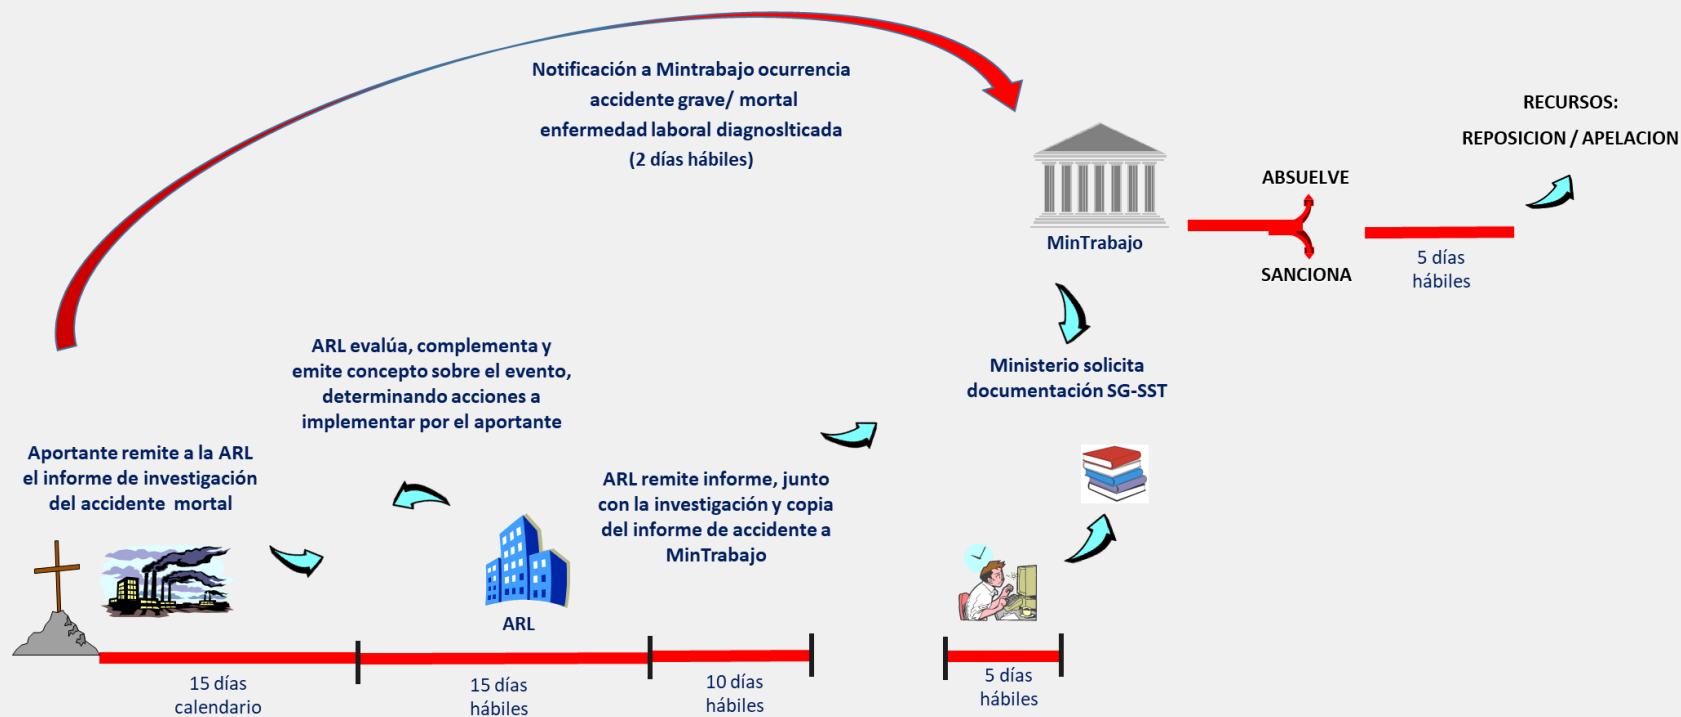 Notificación a Mintrabajo ocurrencia
accidente grave/ mortal
enfermedad laboral diagnoslticada
(2 días hábiles)
RECURSOS:
REPOSICION / APELACION
ABSUELVE
MinTrabajo
SANCIONA
5 días
hábiles
ARL evalúa, complementa y
emite concepto sobre el evento,
determinando acciones a
implementar por el aportante
Ministerio solicita
documentación SG-SST
Aportante remite a la ARL
el informe de investigación
del accidente mortal
ARL remite informe, junto
con la investigación y copia
del informe de accidente a
MinTrabajo
ARL
15 días
calendario
15 días
hábiles
10 días
hábiles
5 días
hábiles